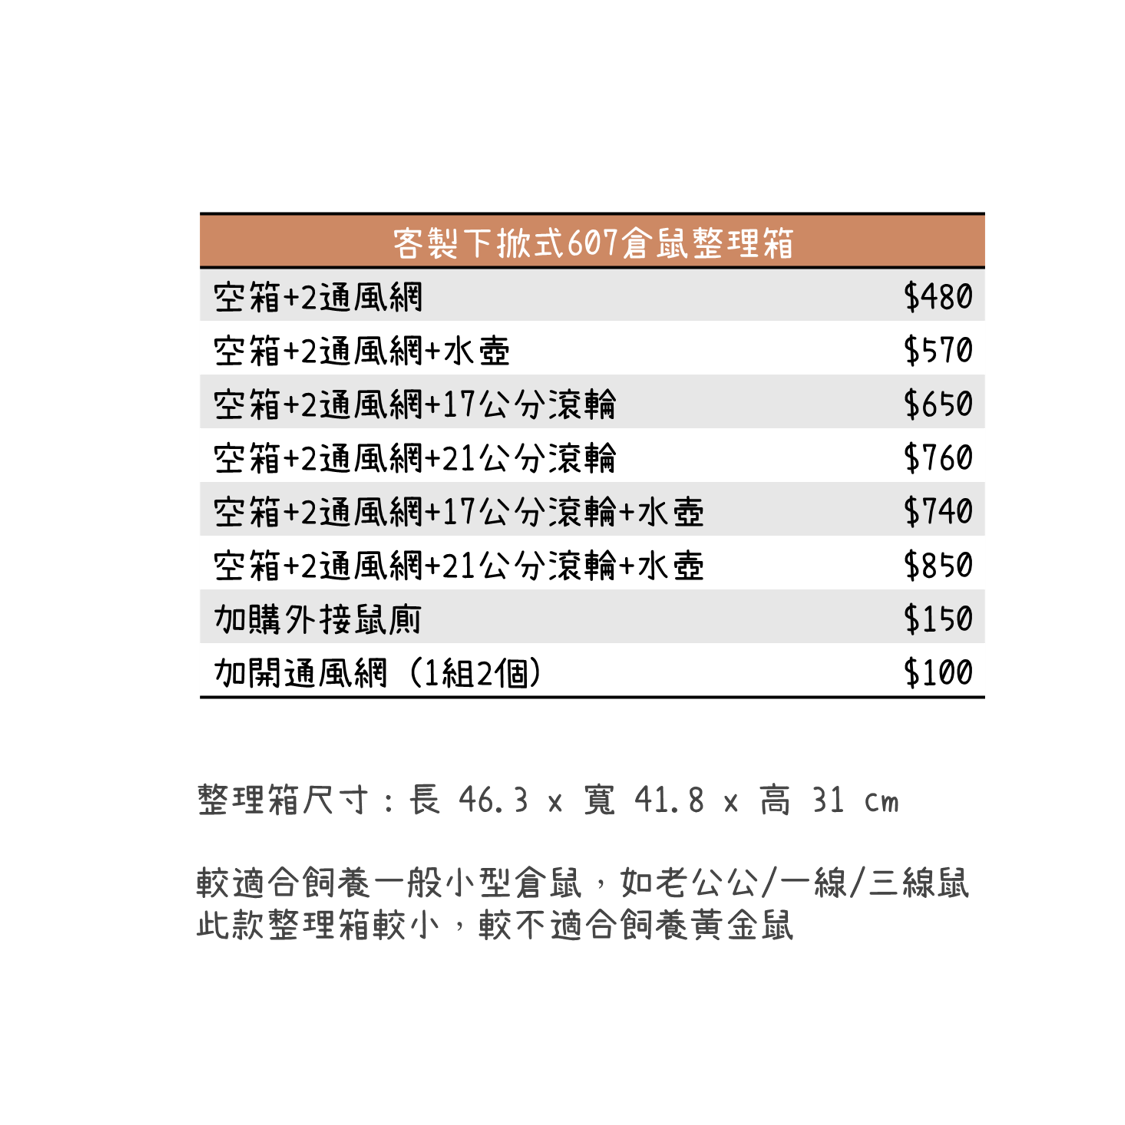 客製下掀式607倉鼠整理箱
空箱+2通風網 $480
空箱+2通風網+水壺 $570
空箱+2通風網+17公分滾輪 $650
空箱+2通風網+21公分滾輪 $760
空箱+2通風網+17公分滾輪+水壺 $740
空箱+2通風網+21公分滾輪+水壺 $850
加購外接鼠廁 $150
加開通風網 (1組2個) $100
整理箱尺寸：長 46.3 x 寬 41.8 x 高 31 cm
較適合飼養一般小型倉鼠，如老公公/一線/三線鼠
此款整理箱較小，較不適合飼養黃金鼠